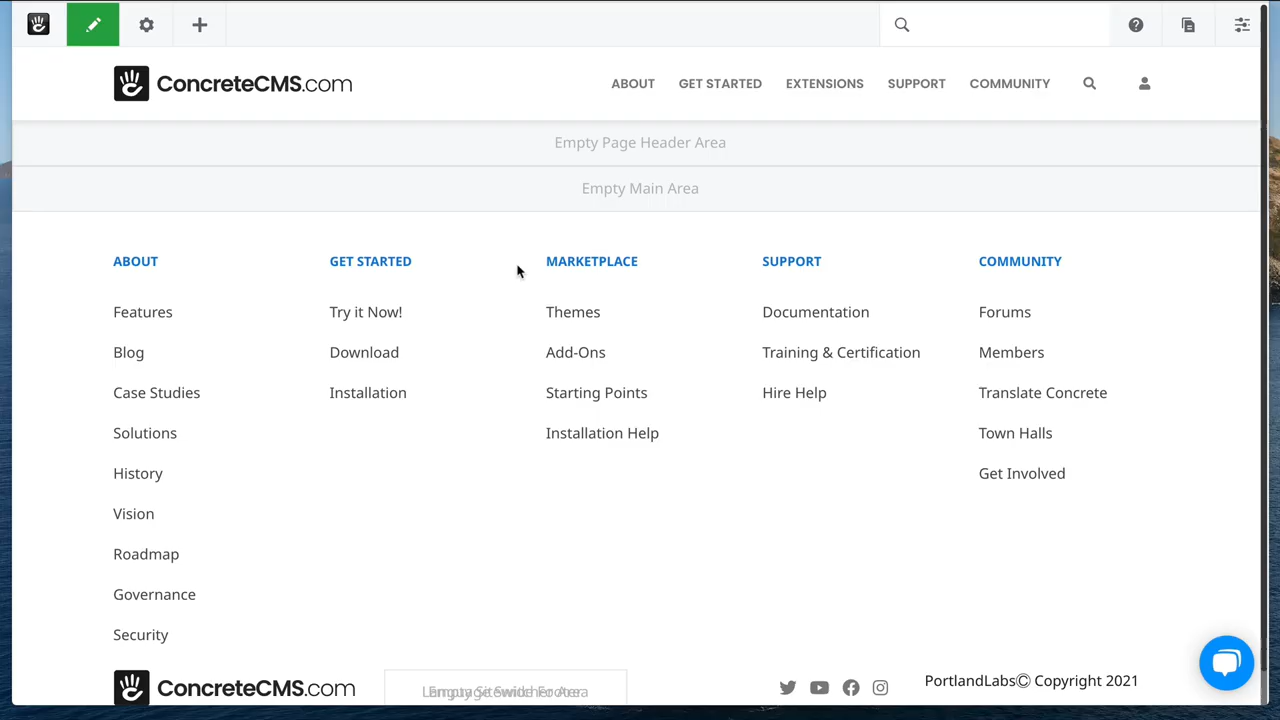 ConcreteCMS.com
ABOUT GET STARTED EXTENSIONS SUPPORT COMMUNITY
Empty Page Header Area
Empty Main Area
ABOUT
Features
Blog
Case Studies
Solutions
History
Vision
Roadmap
Governance
Security
GET STARTED
Try it Now!
Download
Installation
MARKETPLACE
Themes
Add-Ons
Starting Points
Installation Help
SUPPORT
Documentation
Training & Certification
Hire Help
COMMUNITY
Forums
Members
Translate Concrete
Town Halls
Get Involved
ConcreteCMS.com
PortlandLabs© Copyright 2021